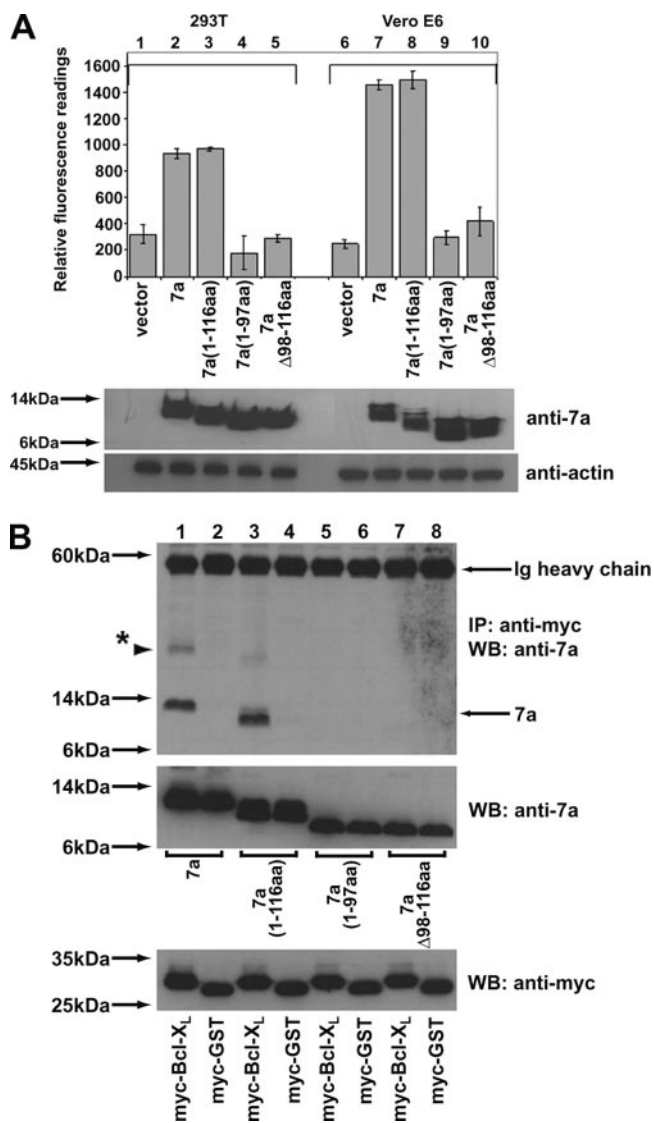 A
293T
Vero E6
1 2 3 4 5 6 7 8 9 10
Relative fluorescence readings
1600
1400
1200
1000
800
600
400
200
0
vector
7a
7a(1-116aa)
7a(1-97aa)
7a
Δ98-116aa
vector
7a
7a(1-116aa)
7a(1-97aa)
7a
Δ98-116aa
14kDa
6kDa
anti-7a
45kDa
anti-actin
B
1 2 3 4 5 6 7 8
60kDa
Ig heavy chain
IP: anti-myc
WB: anti-7a
*
14kDa
7a
6kDa
14kDa
WB: anti-7a
6kDa
7a
7a
(1-116aa)
7a
(1-97aa)
7a
Δ98-116aa
35kDa
WB: anti-myc
25kDa
myc-Bcl-XL
myc-GST
myc-Bcl-XL
myc-GST
myc-Bcl-XL
myc-GST
myc-Bcl-XL
myc-GST